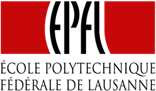 EPFL
ÉCOLE POLYTECHNIQUE
FÉDÉRALE DE LAUSANNE